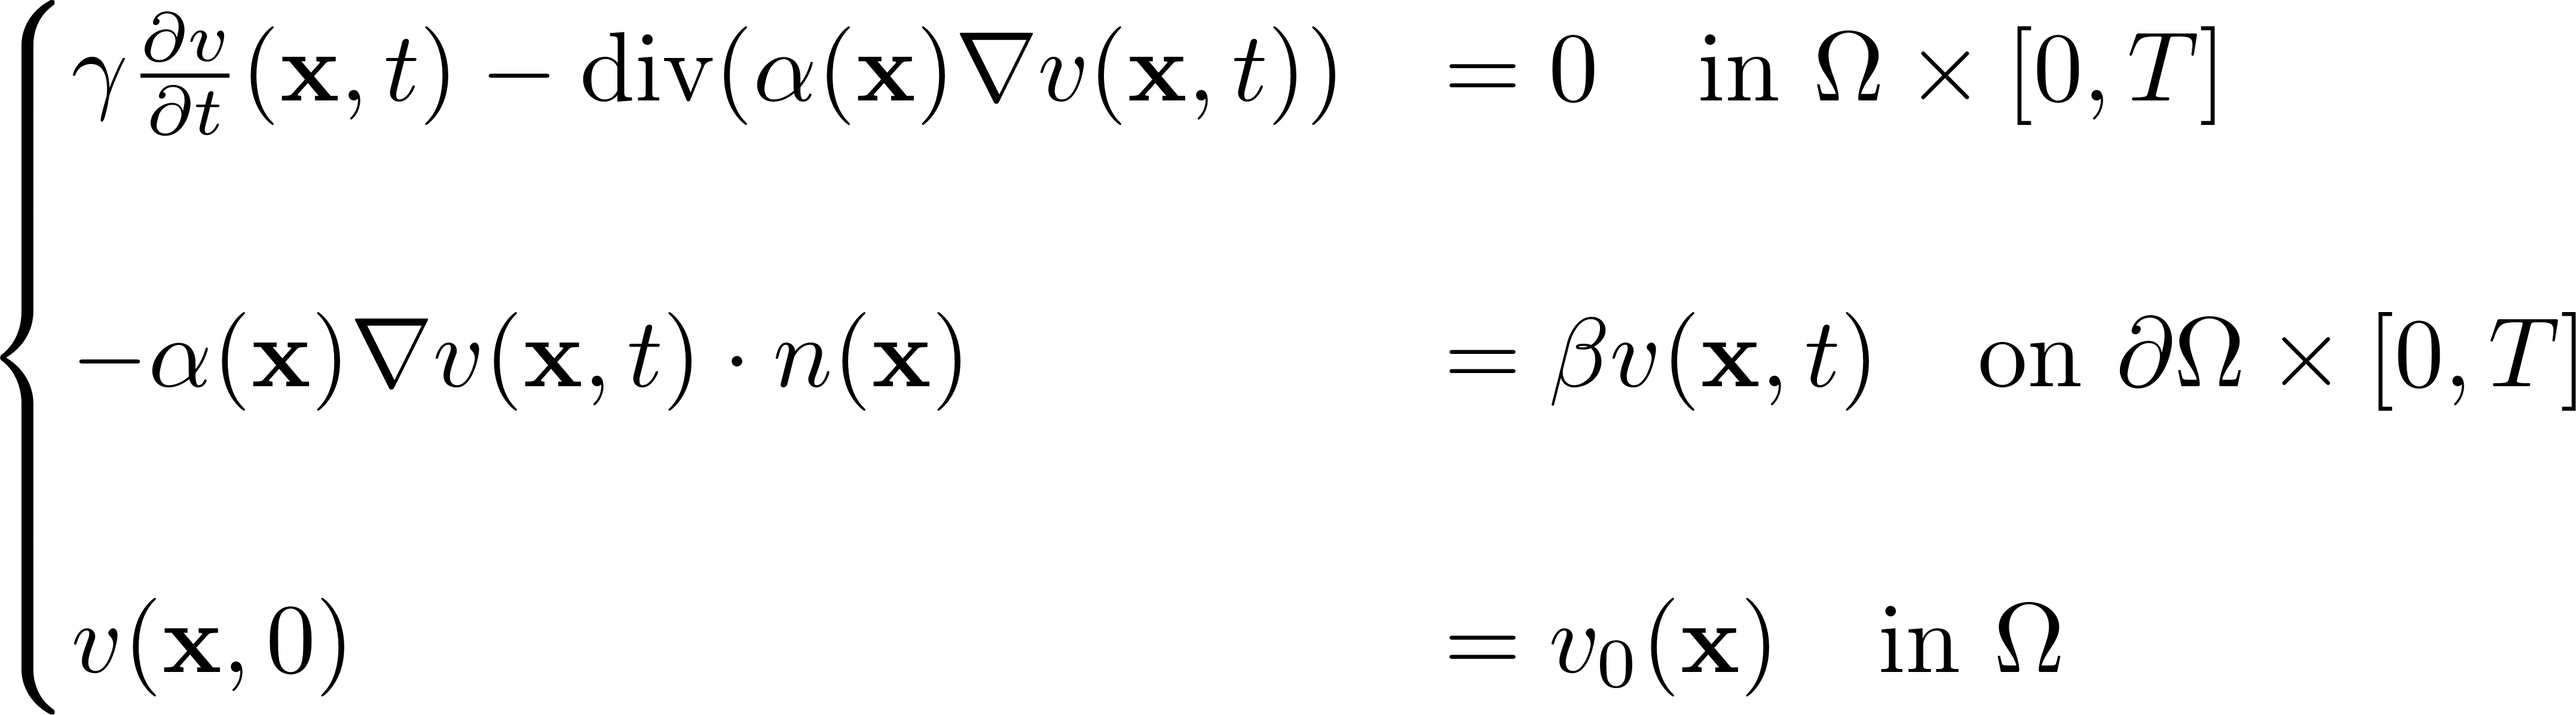 γ ∂v/∂t (𝐱, t) − div(α(𝐱)∇v(𝐱, t)) = 0 in Ω × [0, T]
−α(𝐱)∇v(𝐱, t) · n(𝐱) = βv(𝐱, t) on ∂Ω × [0, T]
v(𝐱, 0) = v₀(𝐱) in Ω